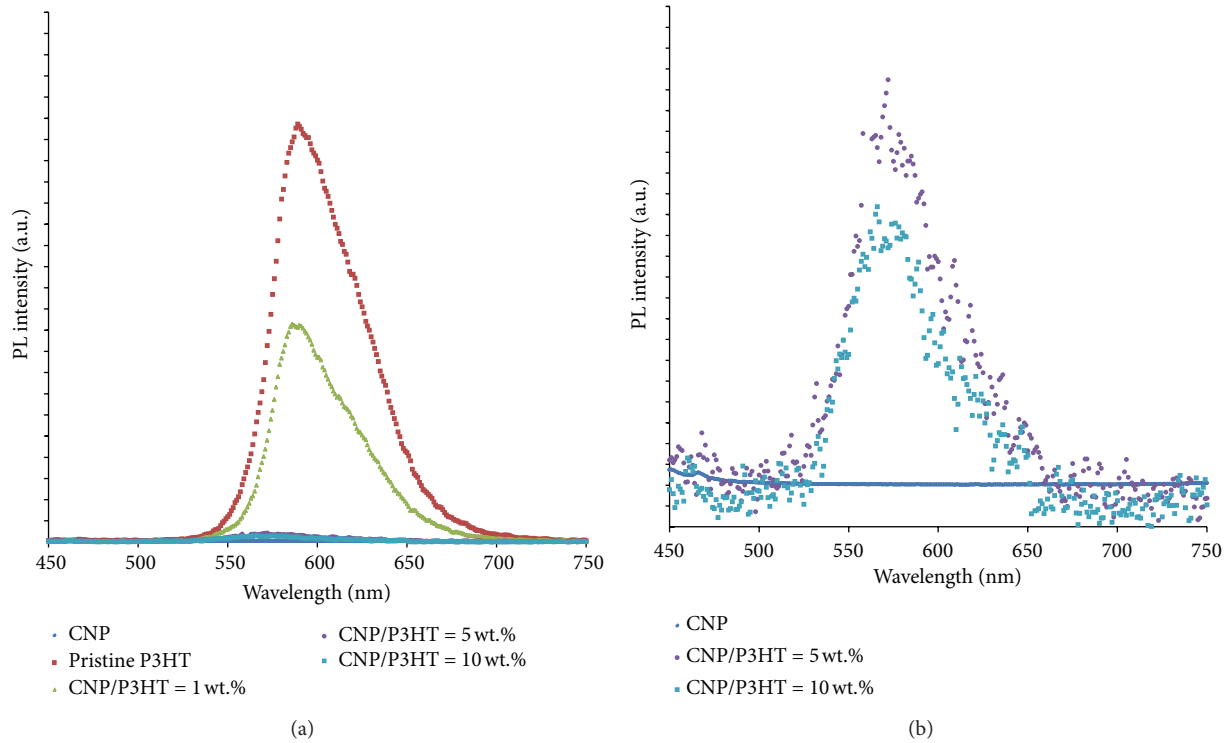 PL intensity (a.u.)
450 500 550 600 650 700 750
Wavelength (nm)
CNP
Pristine P3HT
CNP/P3HT = 1 wt.%
CNP/P3HT = 5 wt.%
CNP/P3HT = 10 wt.%
(a)
PL intensity (a.u.)
450 500 550 600 650 700 750
Wavelength (nm)
CNP
CNP/P3HT = 5 wt.%
CNP/P3HT = 10 wt.%
(b)